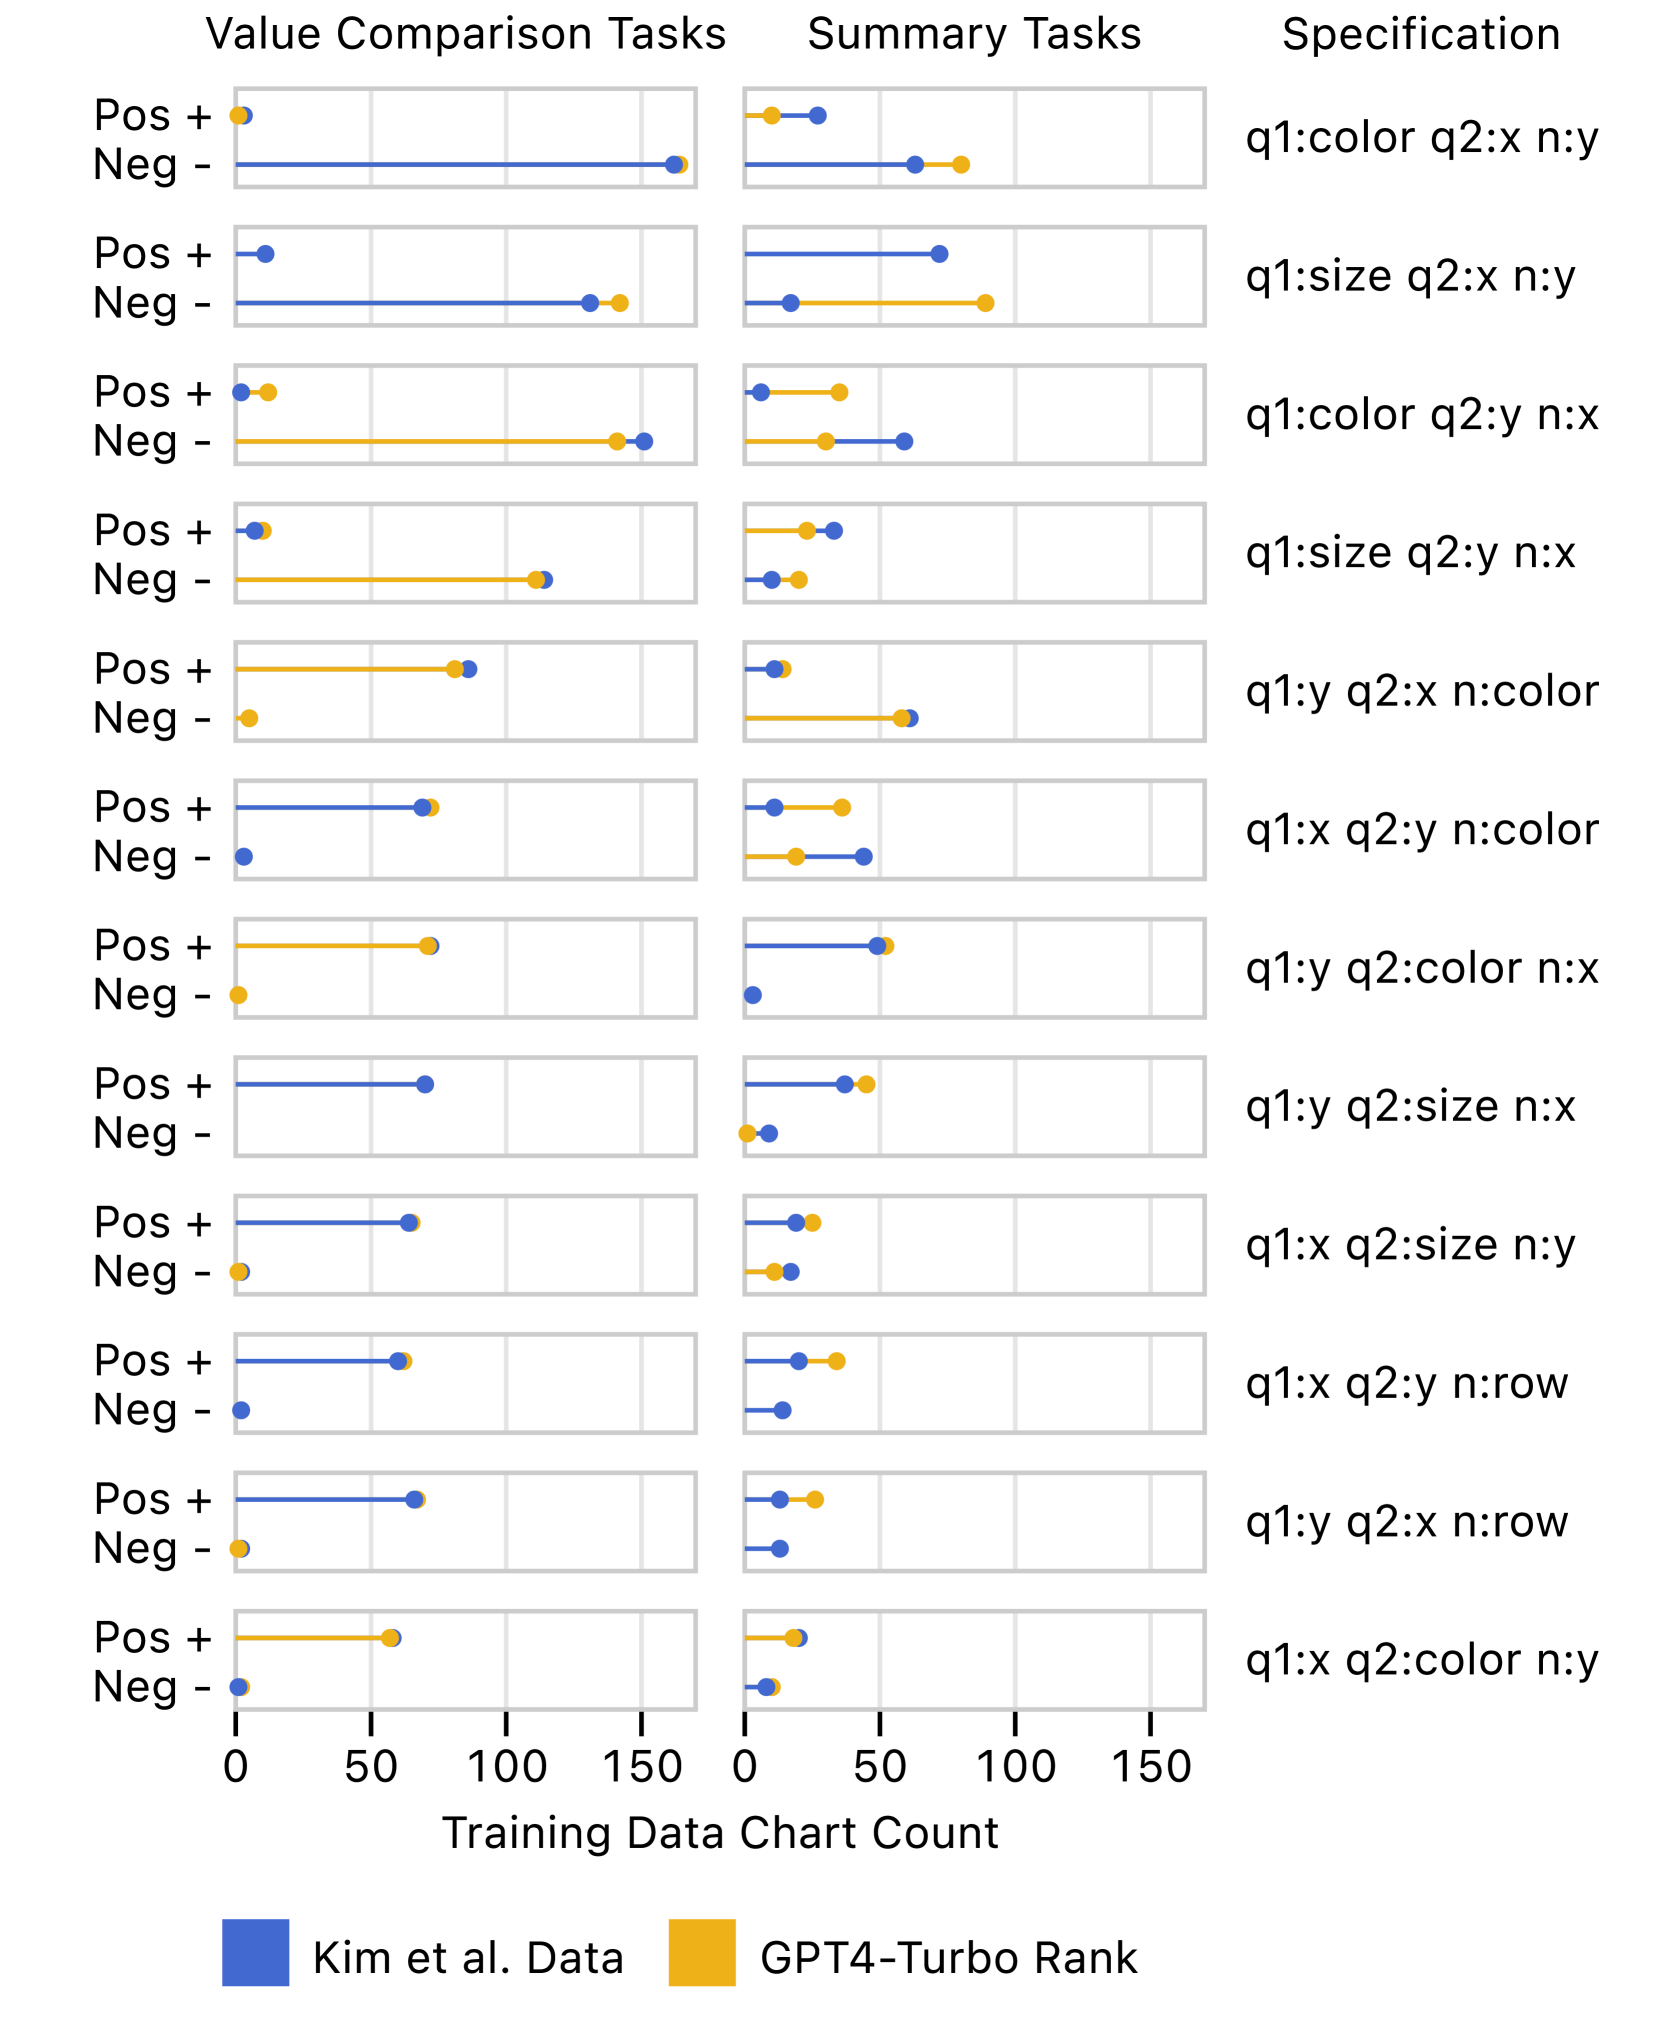 Value Comparison Tasks Summary Tasks Specification
Pos +
Neg -
q1:color q2:x n:y
Pos +
Neg -
q1:size q2:x n:y
Pos +
Neg -
q1:color q2:y n:x
Pos +
Neg -
q1:size q2:y n:x
Pos +
Neg -
q1:y q2:x n:color
Pos +
Neg -
q1:x q2:y n:color
Pos +
Neg -
q1:y q2:color n:x
Pos +
Neg -
q1:y q2:size n:x
Pos +
Neg -
q1:x q2:size n:y
Pos +
Neg -
q1:x q2:y n:row
Pos +
Neg -
q1:y q2:x n:row
Pos +
Neg -
q1:x q2:color n:y
0 50 100 150 0 50 100 150
Training Data Chart Count
Kim et al. Data GPT4-Turbo Rank